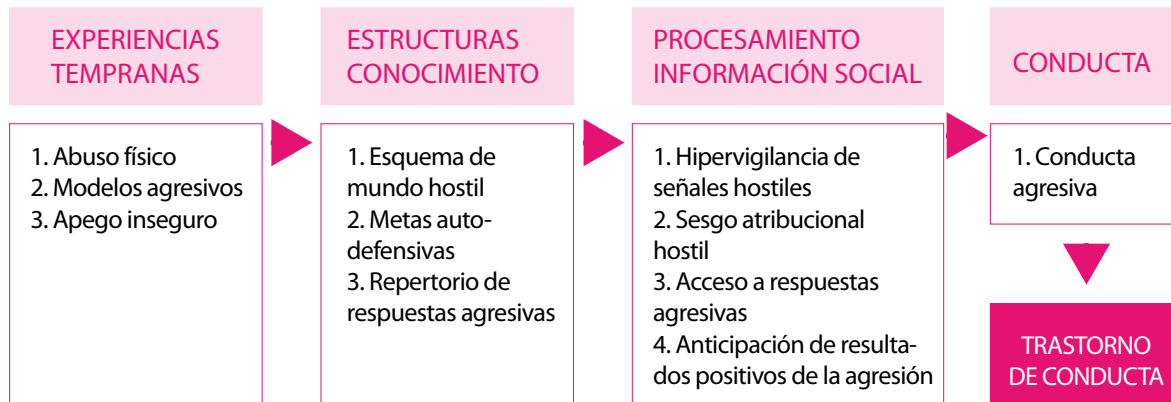 EXPERIENCIAS
TEMPRANAS
1. Abuso físico
2. Modelos agresivos
3. Apego inseguro
ESTRUCTURAS
CONOCIMIENTO
1. Esquema de
mundo hostil
2. Metas auto-
defensivas
3. Repertorio de
respuestas agresivas
PROCESAMIENTO
INFORMACIÓN SOCIAL
1. Hipervigilancia de
señales hostiles
2. Sesgo atribucional
hostil
3. Acceso a respuestas
agresivas
4. Anticipación de resulta-
dos positivos de la agresión
CONDUCTA
1. Conducta
agresiva
TRASTORNO
DE CONDUCTA